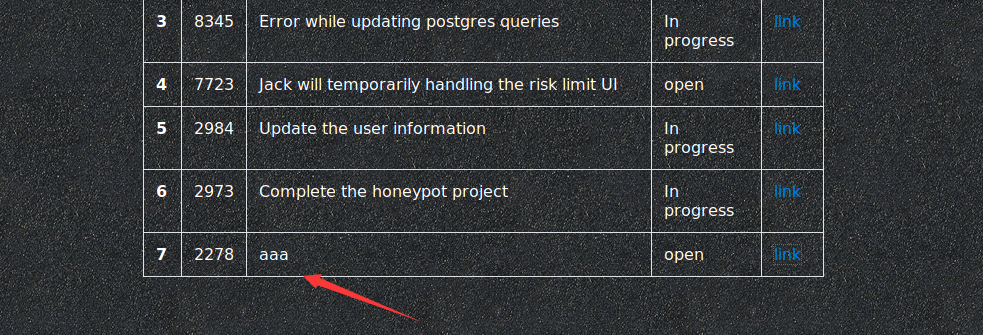 3 8345 Error while updating postgres queries In progress link
4 7723 Jack will temporarily handling the risk limit UI open link
5 2984 Update the user information In progress link
6 2973 Complete the honeypot project In progress link
7 2278 aaa open link